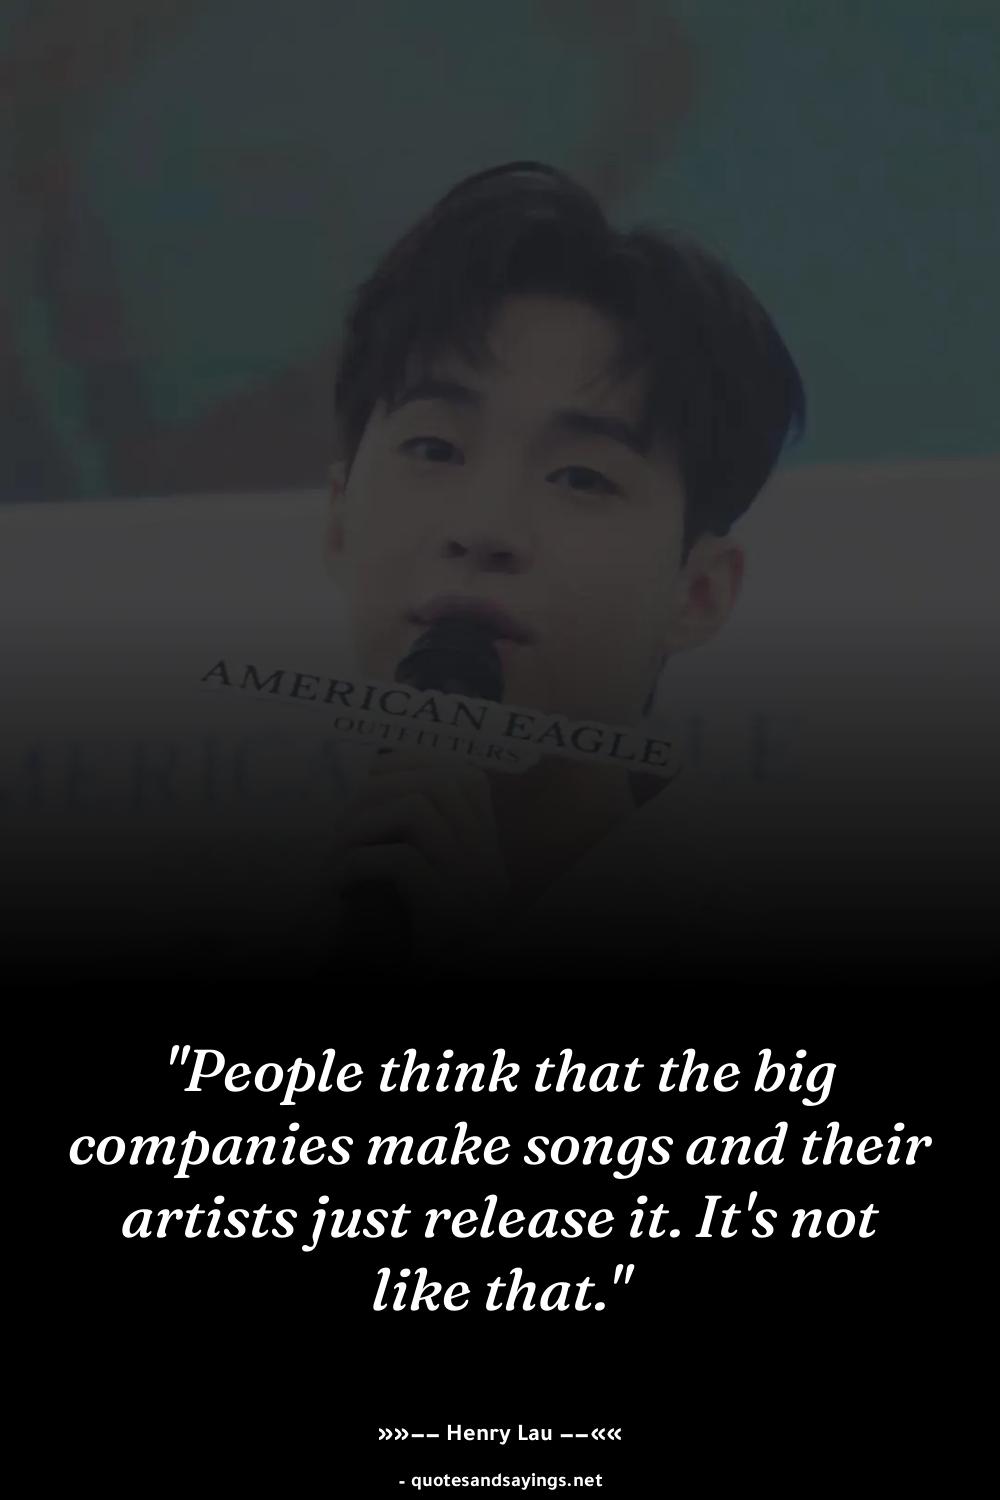 AMERICAN EAGLE
OUTFITTERS
"People think that the big
companies make songs and their
artists just release it. It's not
like that."
»»–– Henry Lau ––««
- quotesandsayings.net